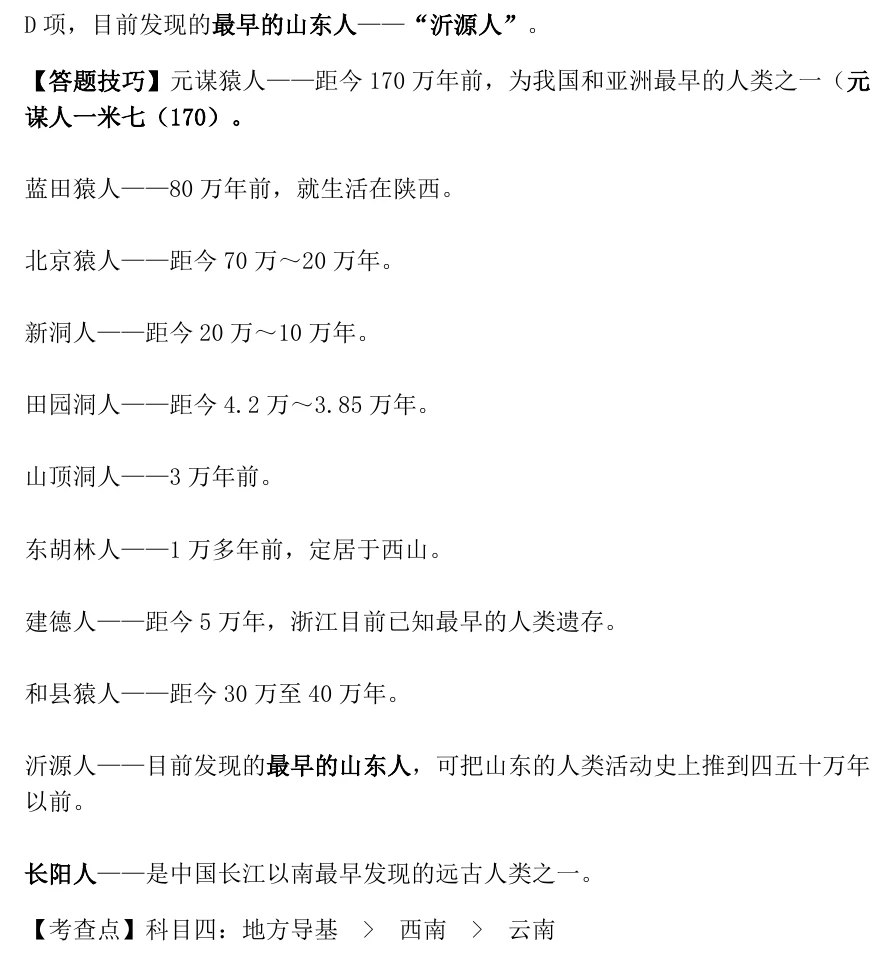 D 项，目前发现的最早的山东人——“沂源人”。
【答题技巧】元谋猿人——距今 170 万年前，为我国和亚洲最早的人类之一（元
谋人一米七（170）。
蓝田猿人——80 万年前，就生活在陕西。
北京猿人——距今 70 万～20 万年。
新洞人——距今 20 万～10 万年。
田园洞人——距今 4.2 万～3.85 万年。
山顶洞人——3 万年前。
东胡林人——1 万多年前，定居于西山。
建德人——距今 5 万年，浙江目前已知最早的人类遗存。
和县猿人——距今 30 万至 40 万年。
沂源人——目前发现的最早的山东人，可把山东的人类活动史上推到四五十万年
以前。
长阳人——是中国长江以南最早发现的远古人类之一。
【考查点】科目四：地方导基 > 西南 > 云南